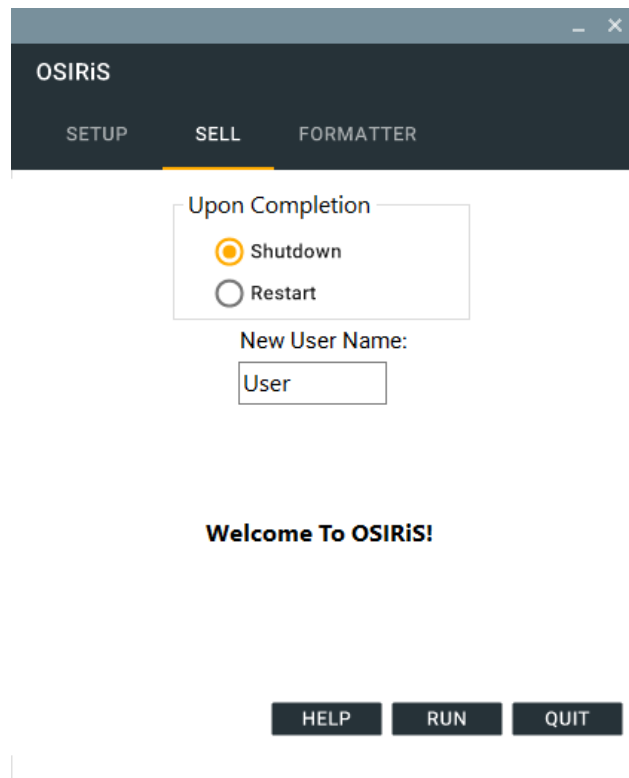 OSIRiS
SETUP SELL FORMATTER
Upon Completion
Shutdown
Restart
New User Name:
User
Welcome To OSIRiS!
HELP RUN QUIT